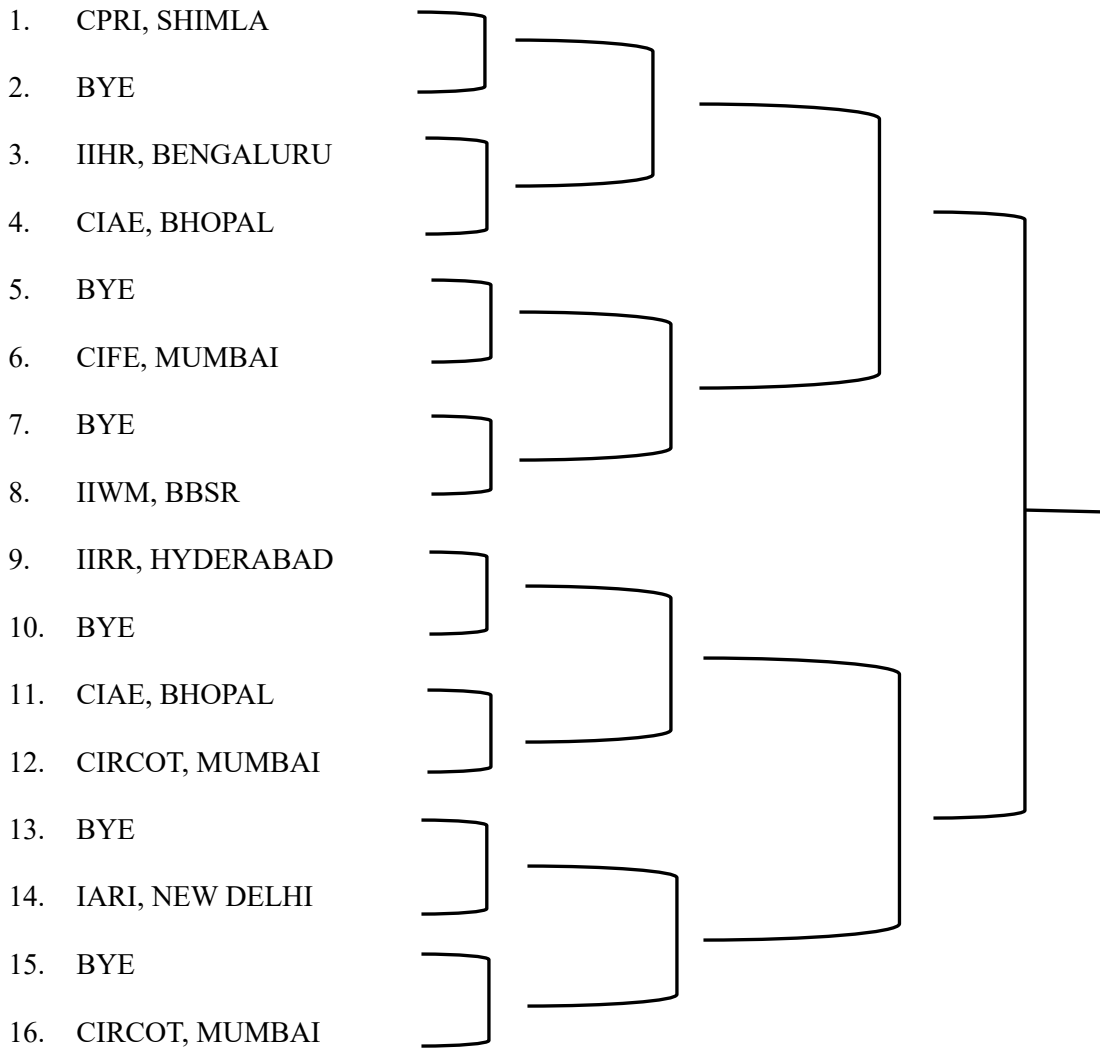 1. CPRI, SHIMLA
2. BYE
3. IIHR, BENGALURU
4. CIAE, BHOPAL
5. BYE
6. CIFE, MUMBAI
7. BYE
8. IIWM, BBSR
9. IIRR, HYDERABAD
10. BYE
11. CIAE, BHOPAL
12. CIRCOT, MUMBAI
13. BYE
14. IARI, NEW DELHI
15. BYE
16. CIRCOT, MUMBAI